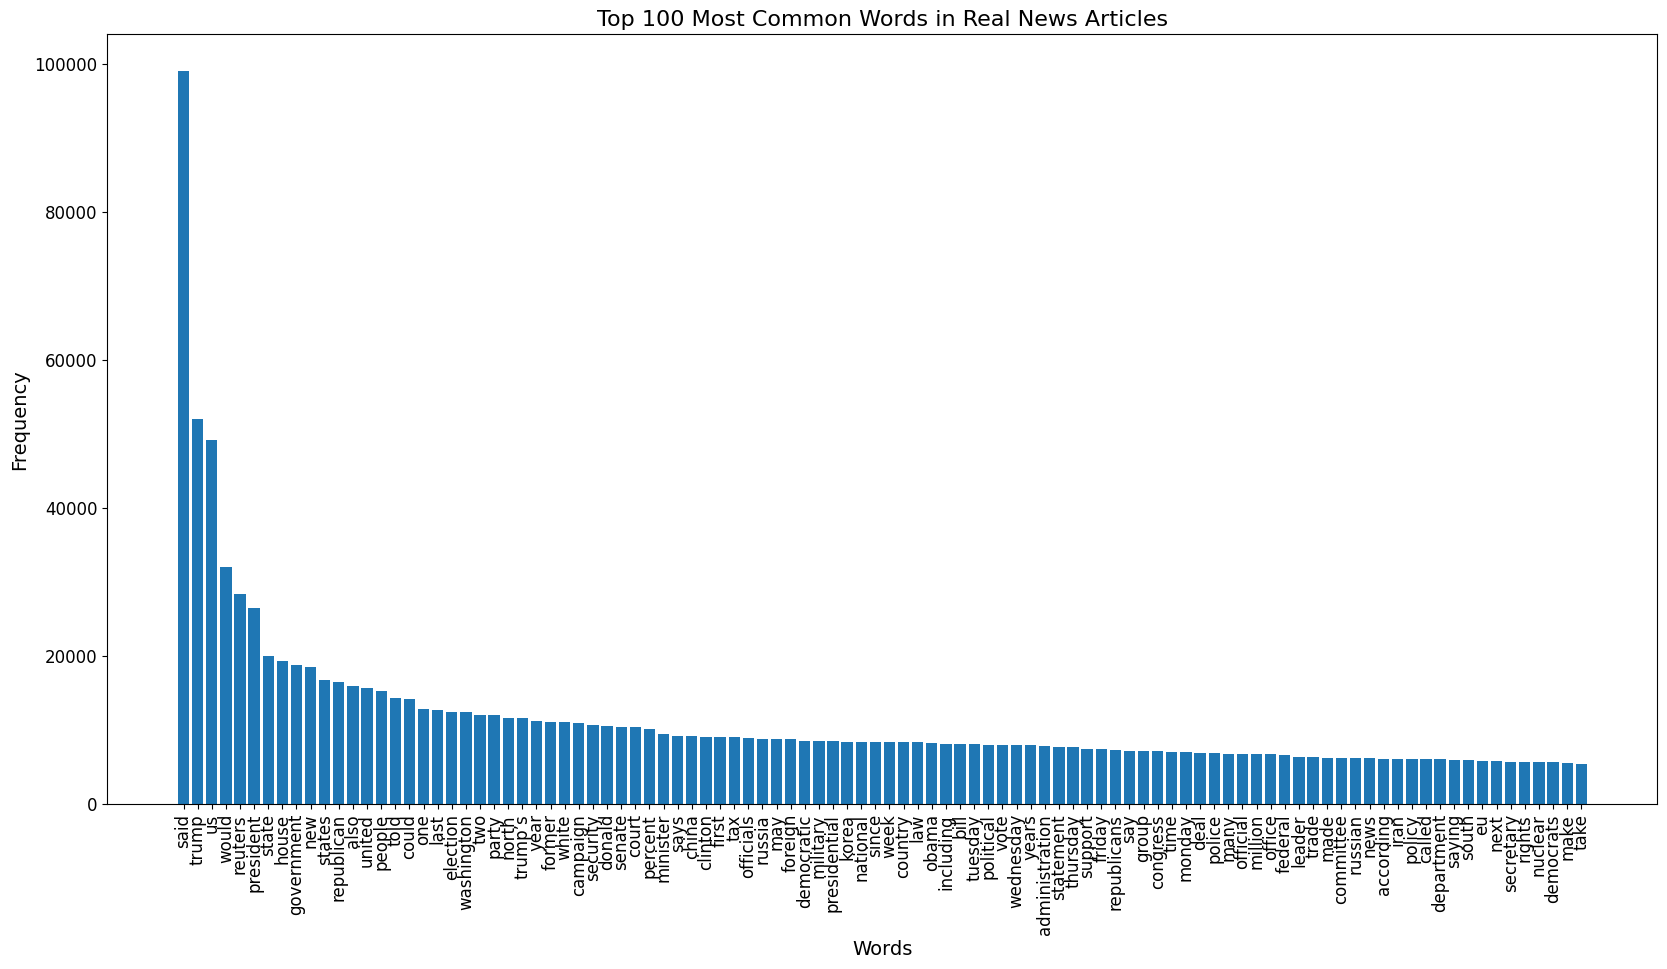 Top 100 Most Common Words in Real News Articles
Frequency
100000
80000
60000
40000
20000
0
said
trump
us
would
reuters
president
state
house
government
new
states
republican
also
united
people
told
could
one
last
election
washington
two
party
north
trump's
year
former
white
campaign
security
donald
senate
court
percent
minister
says
china
clinton
first
tax
officials
russia
may
foreign
democratic
military
presidential
korea
national
since
week
country
law
obama
including
bill
tuesday
political
vote
wednesday
years
administration
statement
thursday
support
friday
republicans
say
group
congress
time
monday
deal
police
many
official
million
office
federal
leader
trade
made
committee
russian
news
according
iran
policy
called
department
saying
south
eu
next
secretary
rights
nuclear
democrats
make
take
Words